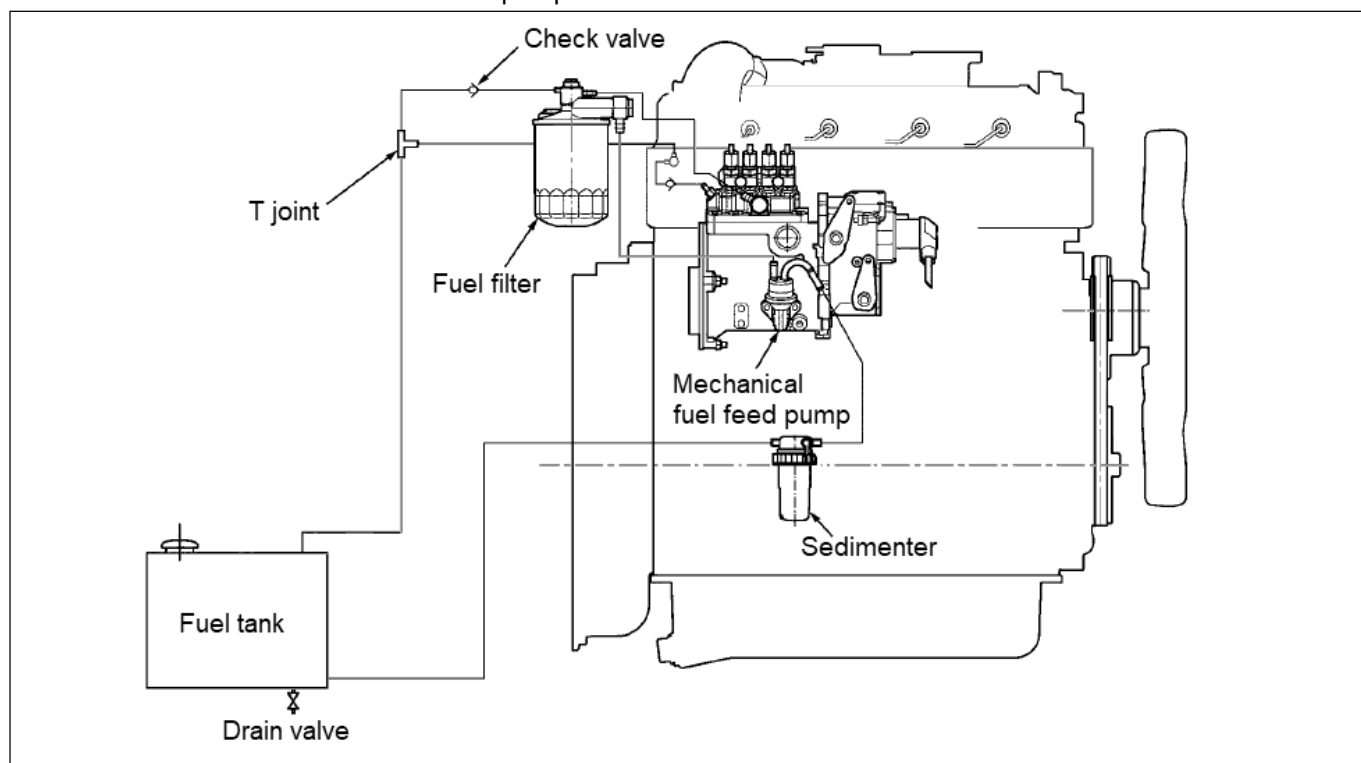 Check valve
T joint
Fuel filter
Mechanical
fuel feed pump
Sedimenter
Fuel tank
Drain valve